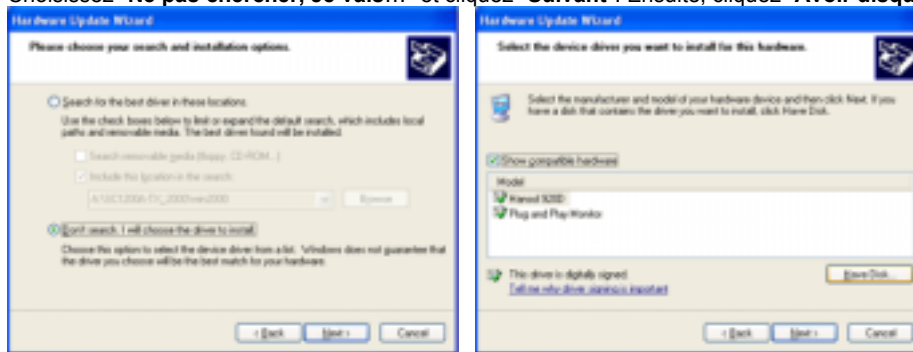 "Ne pas chercher, Je vais… et cliquez "Suivant". Ensuite, cliquez "Avoir disqu
Hardware Update Wizard
Please choose your search and installation options.
Search for the best driver in these locations.
Use the check boxes below to limit or expand the default search, which includes local
paths and removable media. The best driver found will be installed.
Search removable media (floppy, CD-ROM...)
Include this location in the search:
Browse
Don't search. I will choose the driver to install.
Choose this option to select the device driver from a list. Windows does not guarantee that
the driver you choose will be the best match for your hardware.
< Back
Next >
Cancel
Hardware Update Wizard
Select the device driver you want to install for this hardware.
Select the manufacturer and model of your hardware device and then click Next. If you
have a disk that contains the driver you want to install, click Have Disk.
Show compatible hardware
Model
Hansol 920D
Plug and Play Monitor
This driver is digitally signed.
Tell me why driver signing is important
Have Disk...
< Back
Next >
Cancel